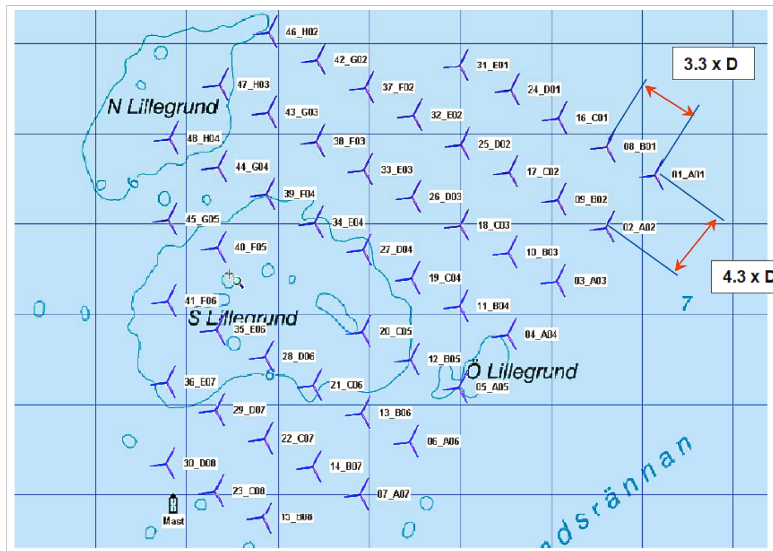 46_H02
42_G02
31_E01
3.3 x D
47_H03
37_F02
24_D01
N Lillegrund
43_G03
32_E02
16_C01
48_H04
38_F03
25_D02
08_B01
44_G04
33_E03
17_C02
01_A01
39_F04
26_D03
09_B02
45_G05
34_E04
18_C03
02_A02
40_F05
27_D04
10_B03
19_C04
03_A03
4.3 x D
41_F06
11_B04
7
S Lillegrund
35_E06
20_C05
04_A04
28_D06
12_B05
Ö Lillegrund
36_E07
21_C06
05_A05
29_D07
13_B06
22_C07
06_A06
30_D08
14_B07
23_C08
07_A07
Mast
15_B08
ndsrännan